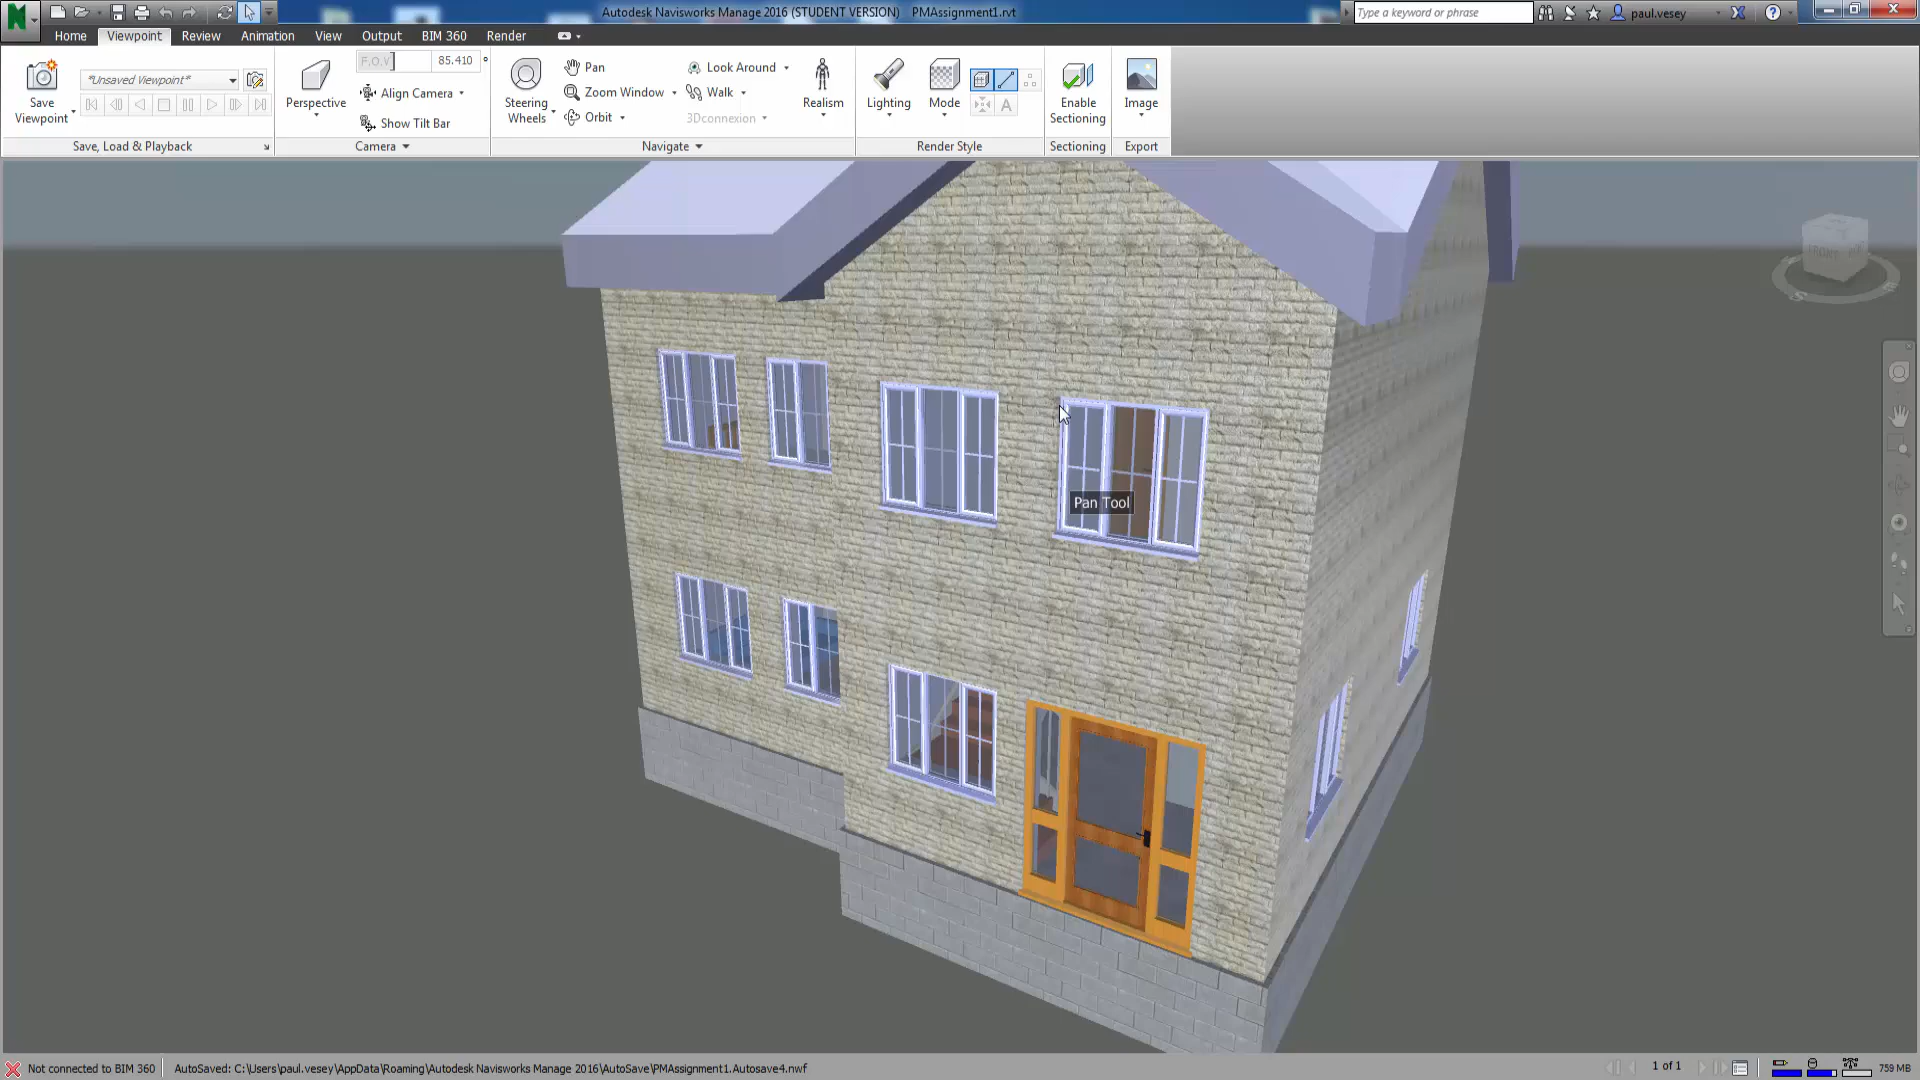 Autodesk Navisworks Manage 2016 (STUDENT VERSION) PMAssignment1.rvt
Type a keyword or phrase
paul.vesey
Home Viewpoint Review Animation View Output BIM 360 Render
Save Viewpoint
*Unsaved Viewpoint*
Save, Load & Playback
Perspective
F.O.V. 85.410 °
Align Camera
Show Tilt Bar
Camera
Steering Wheels
Pan
Zoom Window
Orbit
Look Around
Walk
3Dconnexion
Realism
Navigate
Lighting
Mode
A
Render Style
Enable Sectioning
Sectioning
Image
Export
FRONT
S
Pan Tool
Not connected to BIM 360
AutoSaved: C:\Users\paul.vesey\AppData\Roaming\Autodesk Navisworks Manage 2016\AutoSave\PMAssignment1.Autosave4.nwf
1 of 1
759 MB